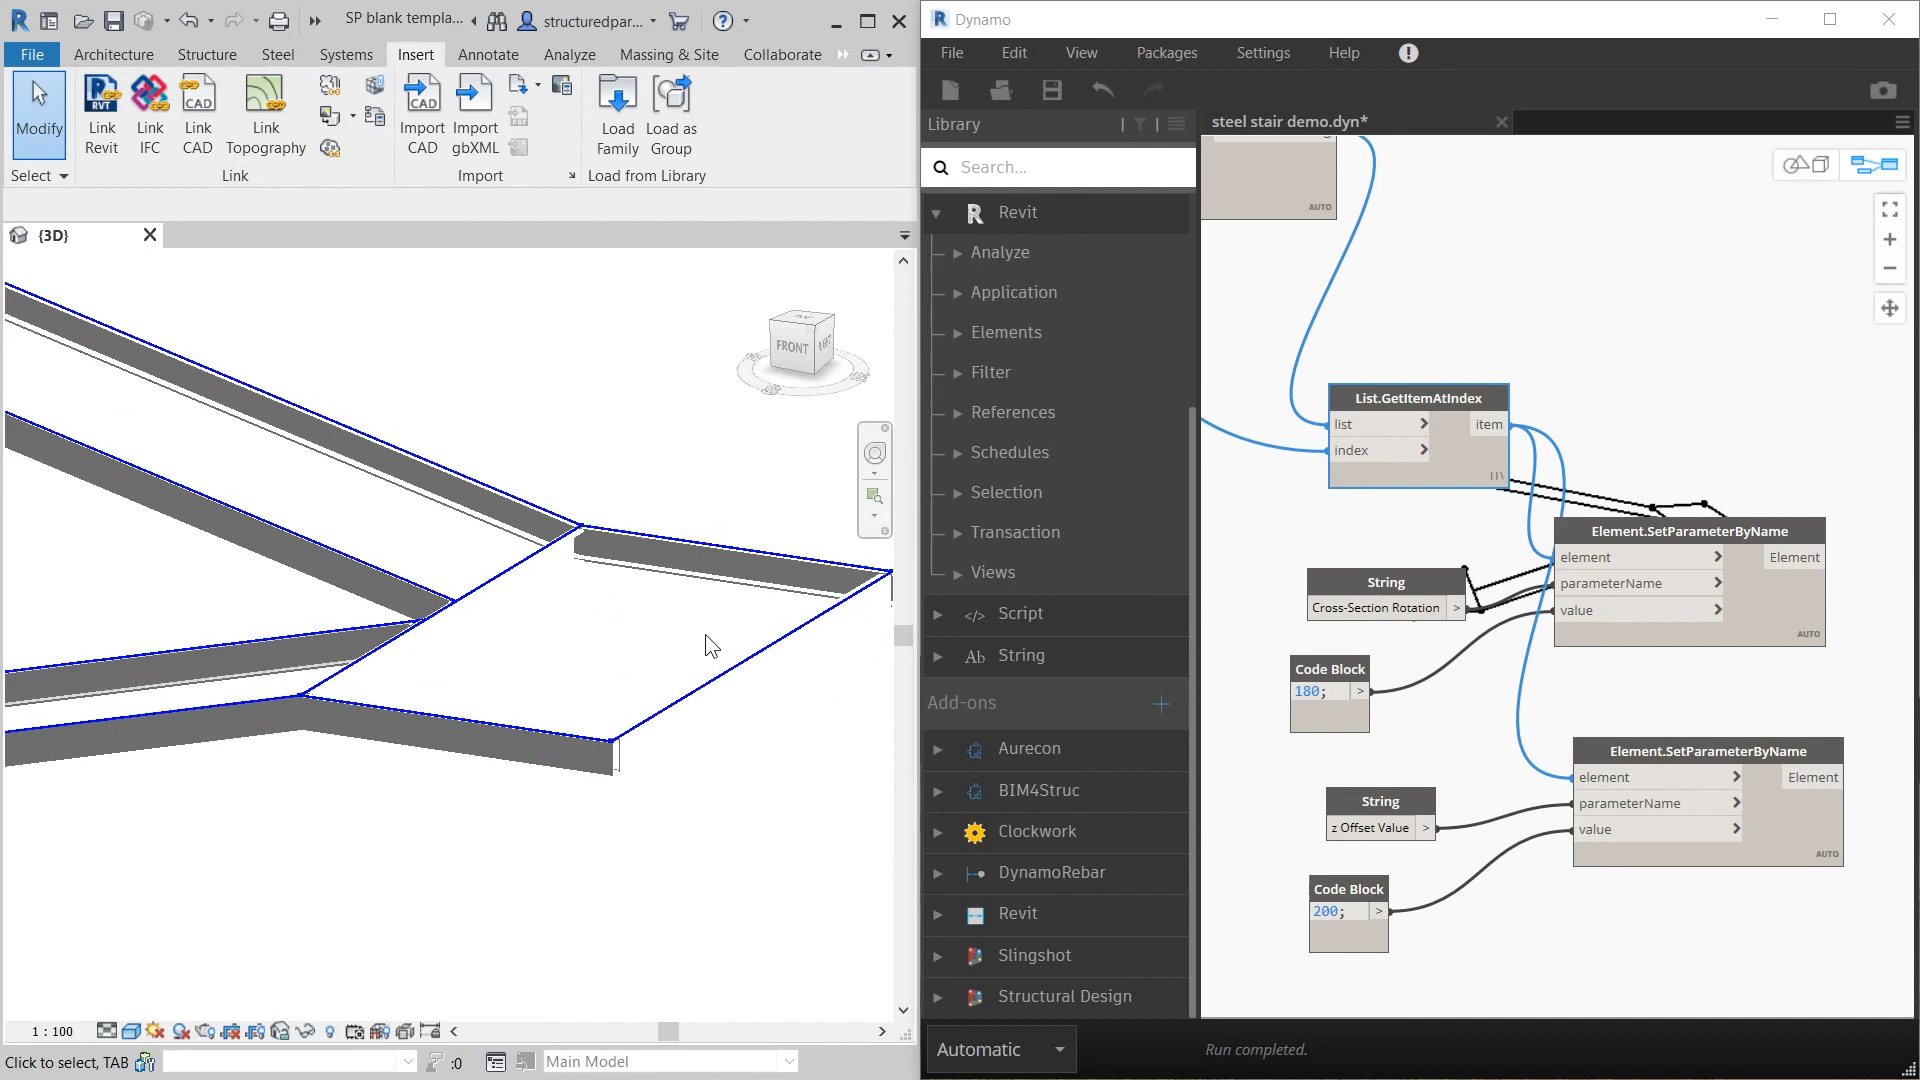 SP blank templa...
structuredpar...
File
Architecture
Structure
Steel
Systems
Insert
Annotate
Analyze
Massing & Site
Collaborate
Modify
Link
Revit
Link
IFC
Link
CAD
Link
Topography
Import
CAD
Import
gbXML
Load
Family
Load as
Group
Select
Link
Import
Load from Library
{3D}
FRONT
LEFT
1 : 100
Click to select, TAB
:0
Main Model
Dynamo
File
Edit
View
Packages
Settings
Help
Library
steel stair demo.dyn*
Search...
Revit
Analyze
Application
Elements
Filter
References
Schedules
Selection
Transaction
Views
Script
Ab
String
Add-ons
Aurecon
BIM4Struc
Clockwork
DynamoRebar
Revit
Slingshot
Structural Design
Automatic
Run completed.
AUTO
List.GetItemAtIndex
list > item
index >
Element.SetParameterByName
element > Element
parameterName >
value >
AUTO
String
Cross-Section Rotation >
Code Block
180; >
Element.SetParameterByName
element > Element
parameterName >
value >
AUTO
String
z Offset Value >
Code Block
200; >